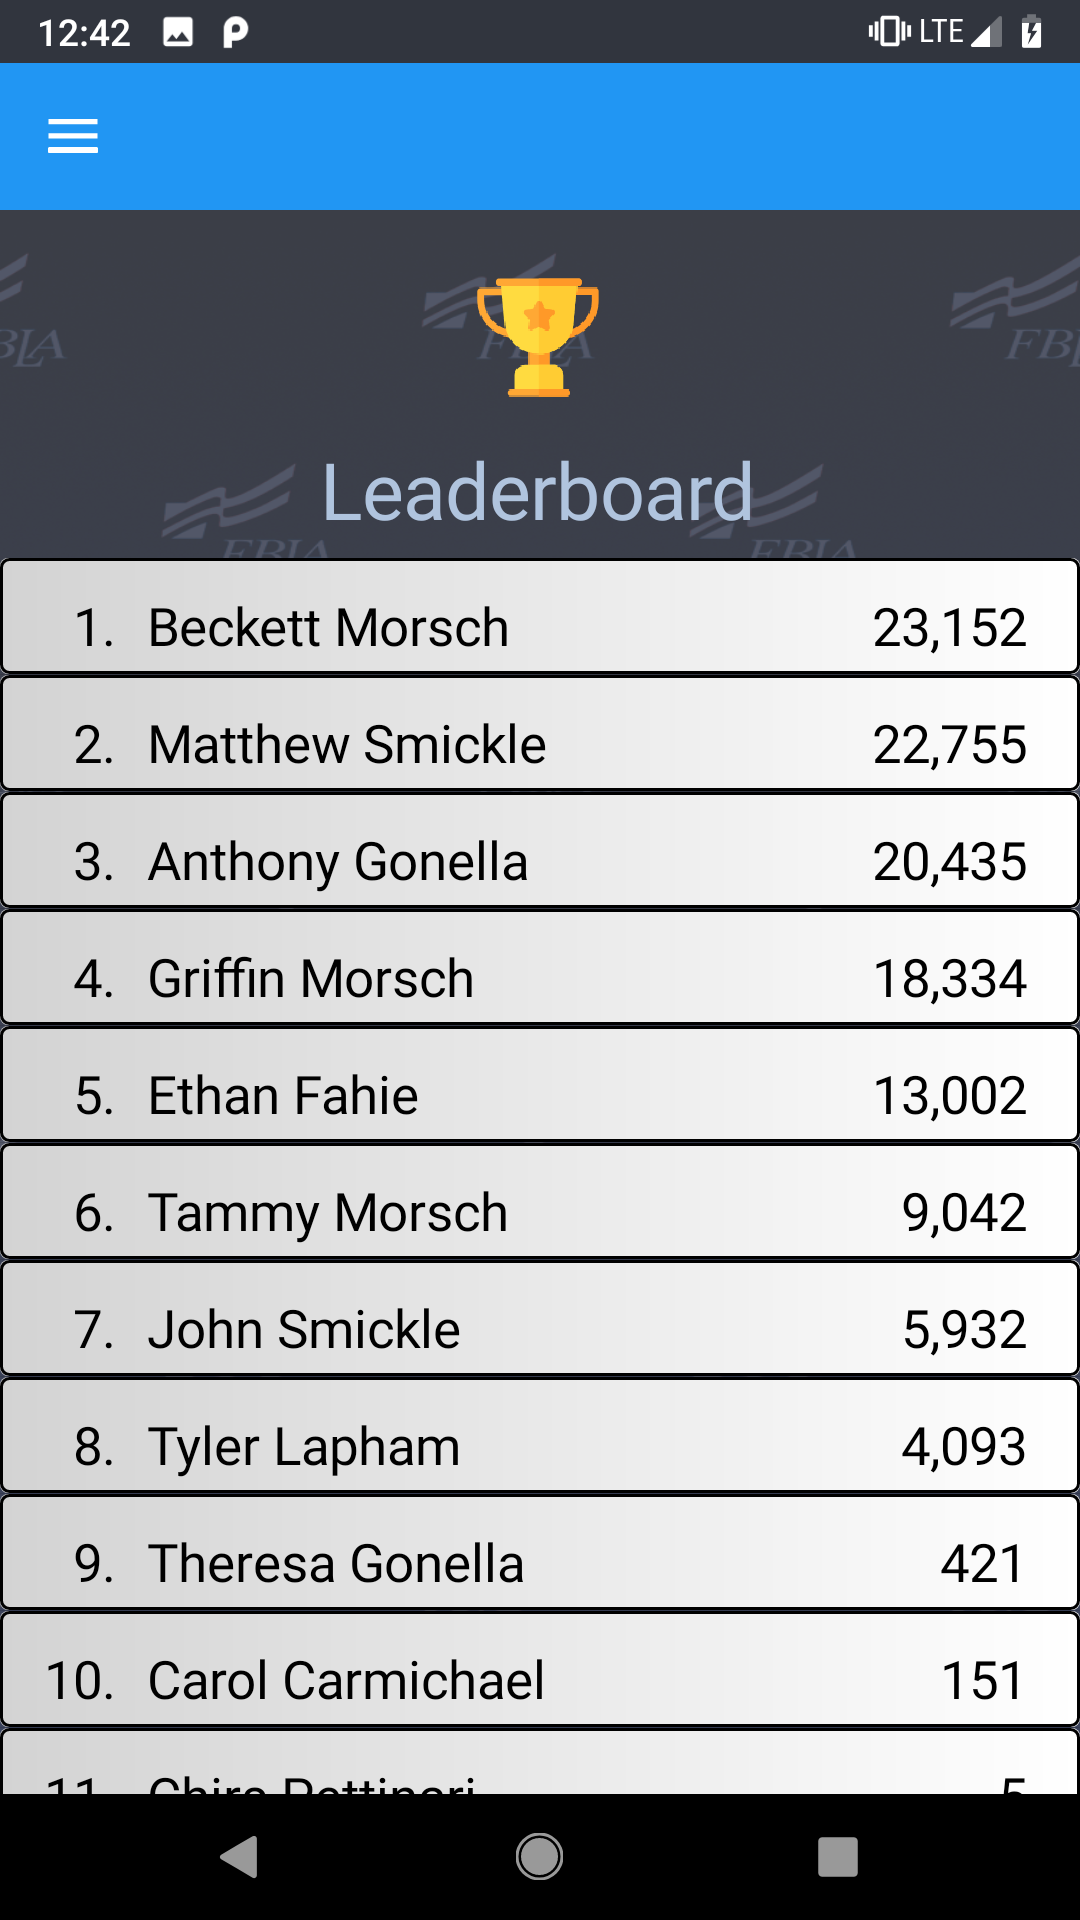 12:42 LTE
FBLA FBLA FBLA
Leaderboard
FBLA FBLA
1. Beckett Morsch 23,152
2. Matthew Smickle 22,755
3. Anthony Gonella 20,435
4. Griffin Morsch 18,334
5. Ethan Fahie 13,002
6. Tammy Morsch 9,042
7. John Smickle 5,932
8. Tyler Lapham 4,093
9. Theresa Gonella 421
10. Carol Carmichael 151
11. 5